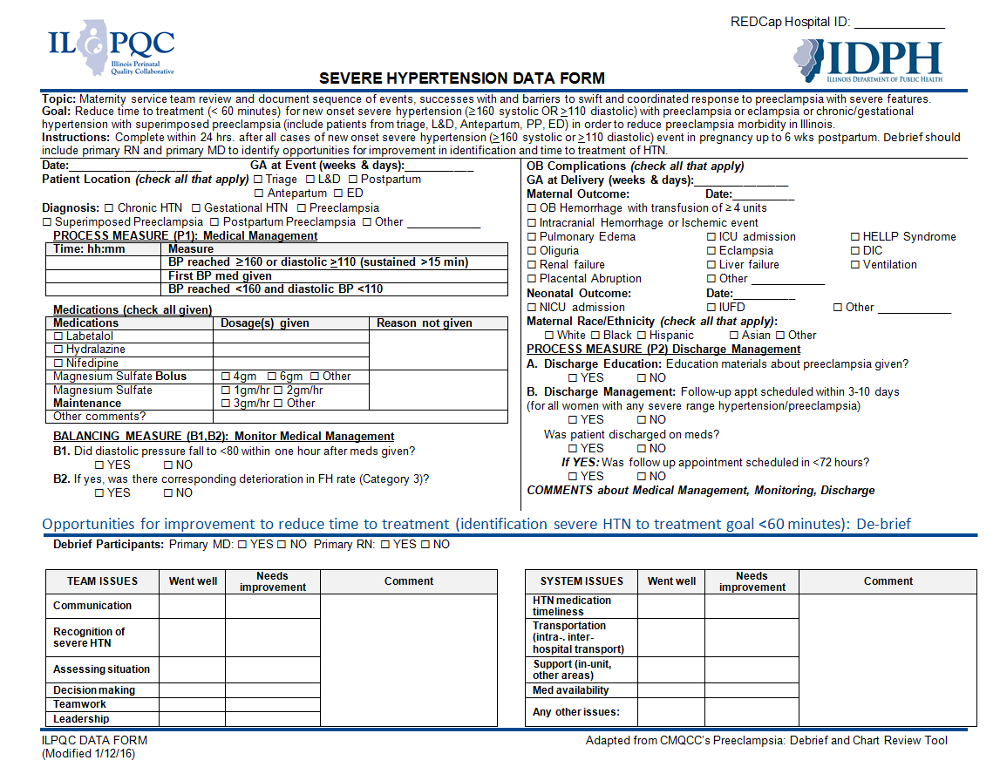 REDCap Hospital ID: _____________
IL PQC
Illinois Perinatal
Quality Collaborative
IDPH
ILLINOIS DEPARTMENT OF PUBLIC HEALTH
SEVERE HYPERTENSION DATA FORM
Topic: Maternity service team review and document sequence of events, successes with and barriers to swift and coordinated response to preeclampsia with severe features.
Goal: Reduce time to treatment (< 60 minutes) for new onset severe hypertension (≥160 systolic OR ≥110 diastolic) with preeclampsia or eclampsia or chronic/gestational
hypertension with superimposed preeclampsia (include patients from triage, L&D, Antepartum, PP, ED) in order to reduce preeclampsia morbidity in Illinois.
Instructions: Complete within 24 hrs. after all cases of new onset severe hypertension (≥160 systolic or ≥110 diastolic) event in pregnancy up to 6 wks postpartum. Debrief should
include primary RN and primary MD to identify opportunities for improvement in identification and time to treatment of HTN.
Date:______________________ GA at Event (weeks & days):___________
Patient Location (check all that apply) ☐ Triage ☐ L&D ☐ Postpartum
☐ Antepartum ☐ ED
Diagnosis: ☐ Chronic HTN ☐ Gestational HTN ☐ Preeclampsia
☐ Superimposed Preeclampsia ☐ Postpartum Preeclampsia ☐ Other ____________
PROCESS MEASURE (P1): Medical Management
Time: hh:mm Measure
BP reached ≥160 or diastolic ≥110 (sustained >15 min)
First BP med given
BP reached <160 and diastolic BP <110
Medications (check all given)
Medications Dosage(s) given Reason not given
☐ Labetalol
☐ Hydralazine
☐ Nifedipine
Magnesium Sulfate Bolus ☐ 4gm ☐ 6gm ☐ Other
Magnesium Sulfate ☐ 1gm/hr ☐ 2gm/hr
Maintenance ☐ 3gm/hr ☐ Other
Other comments?
BALANCING MEASURE (B1,B2): Monitor Medical Management
B1. Did diastolic pressure fall to <80 within one hour after meds given?
☐ YES ☐ NO
B2. If yes, was there corresponding deterioration in FH rate (Category 3)?
☐ YES ☐ NO
OB Complications (check all that apply)
GA at Delivery (weeks & days):_______________
Maternal Outcome: Date:__________
☐ OB Hemorrhage with transfusion of ≥ 4 units
☐ Intracranial Hemorrhage or Ischemic event
☐ Pulmonary Edema ☐ ICU admission ☐ HELLP Syndrome
☐ Oliguria ☐ Eclampsia ☐ DIC
☐ Renal failure ☐ Liver failure ☐ Ventilation
☐ Placental Abruption ☐ Other ____________
Neonatal Outcome: Date:__________
☐ NICU admission ☐ IUFD ☐ Other ____________
Maternal Race/Ethnicity (check all that apply):
☐ White ☐ Black ☐ Hispanic ☐ Asian ☐ Other
PROCESS MEASURE (P2) Discharge Management
A. Discharge Education: Education materials about preeclampsia given?
☐ YES ☐ NO
B. Discharge Management: Follow-up appt scheduled within 3-10 days
(for all women with any severe range hypertension/preeclampsia)
☐ YES ☐ NO
Was patient discharged on meds?
☐ YES ☐ NO
If YES: Was follow up appointment scheduled in <72 hours?
☐ YES ☐ NO
COMMENTS about Medical Management, Monitoring, Discharge
Opportunities for improvement to reduce time to treatment (identification severe HTN to treatment goal <60 minutes): De-brief
Debrief Participants: Primary MD: ☐ YES ☐ NO Primary RN: ☐ YES ☐ NO
TEAM ISSUES Went well Needs improvement Comment
Communication
Recognition of
severe HTN
Assessing situation
Decision making
Teamwork
Leadership
SYSTEM ISSUES Went well Needs improvement Comment
HTN medication
timeliness
Transportation
(intra-. inter-
hospital transport)
Support (in-unit,
other areas)
Med availability
Any other issues:
ILPQC DATA FORM
(Modified 1/12/16)
Adapted from CMQCC's Preeclampsia: Debrief and Chart Review Tool